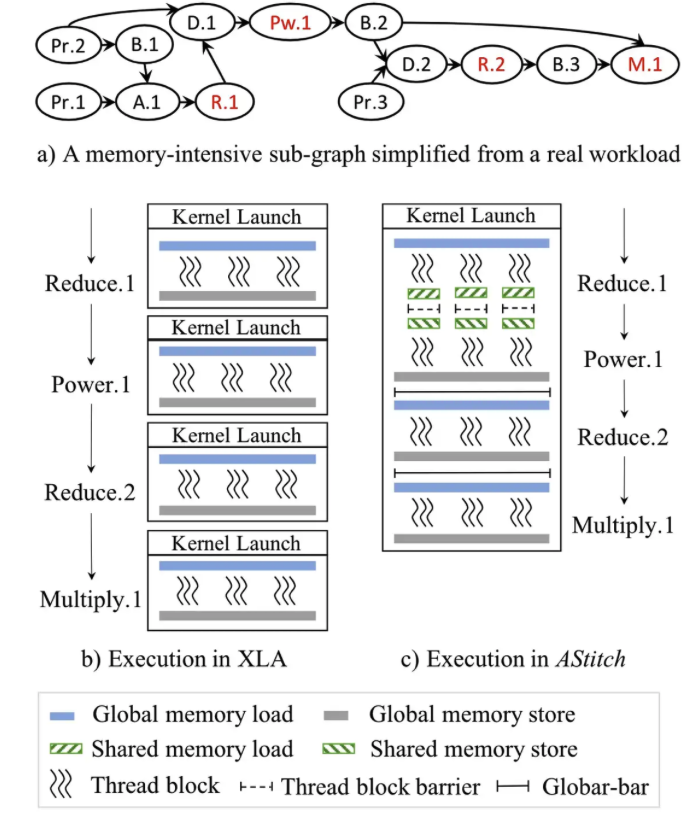 D.1 Pw.1 B.2
Pr.2 B.1
D.2 R.2 B.3 M.1
Pr.1 A.1 R.1 Pr.3
a) A memory-intensive sub-graph simplified from a real workload
Kernel Launch
Reduce.1
Kernel Launch
Power.1
Kernel Launch
Reduce.2
Kernel Launch
Multiply.1
Kernel Launch
Reduce.1
Power.1
Reduce.2
Multiply.1
b) Execution in XLA
c) Execution in AStitch
Global memory load Global memory store
Shared memory load Shared memory store
Thread block Thread block barrier Globar-bar